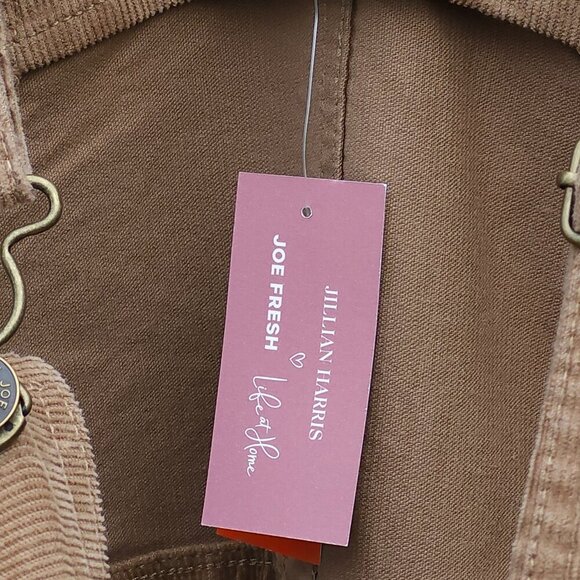 JILLIAN HARRIS
JOE FRESH ♡ Life at Home
JOE